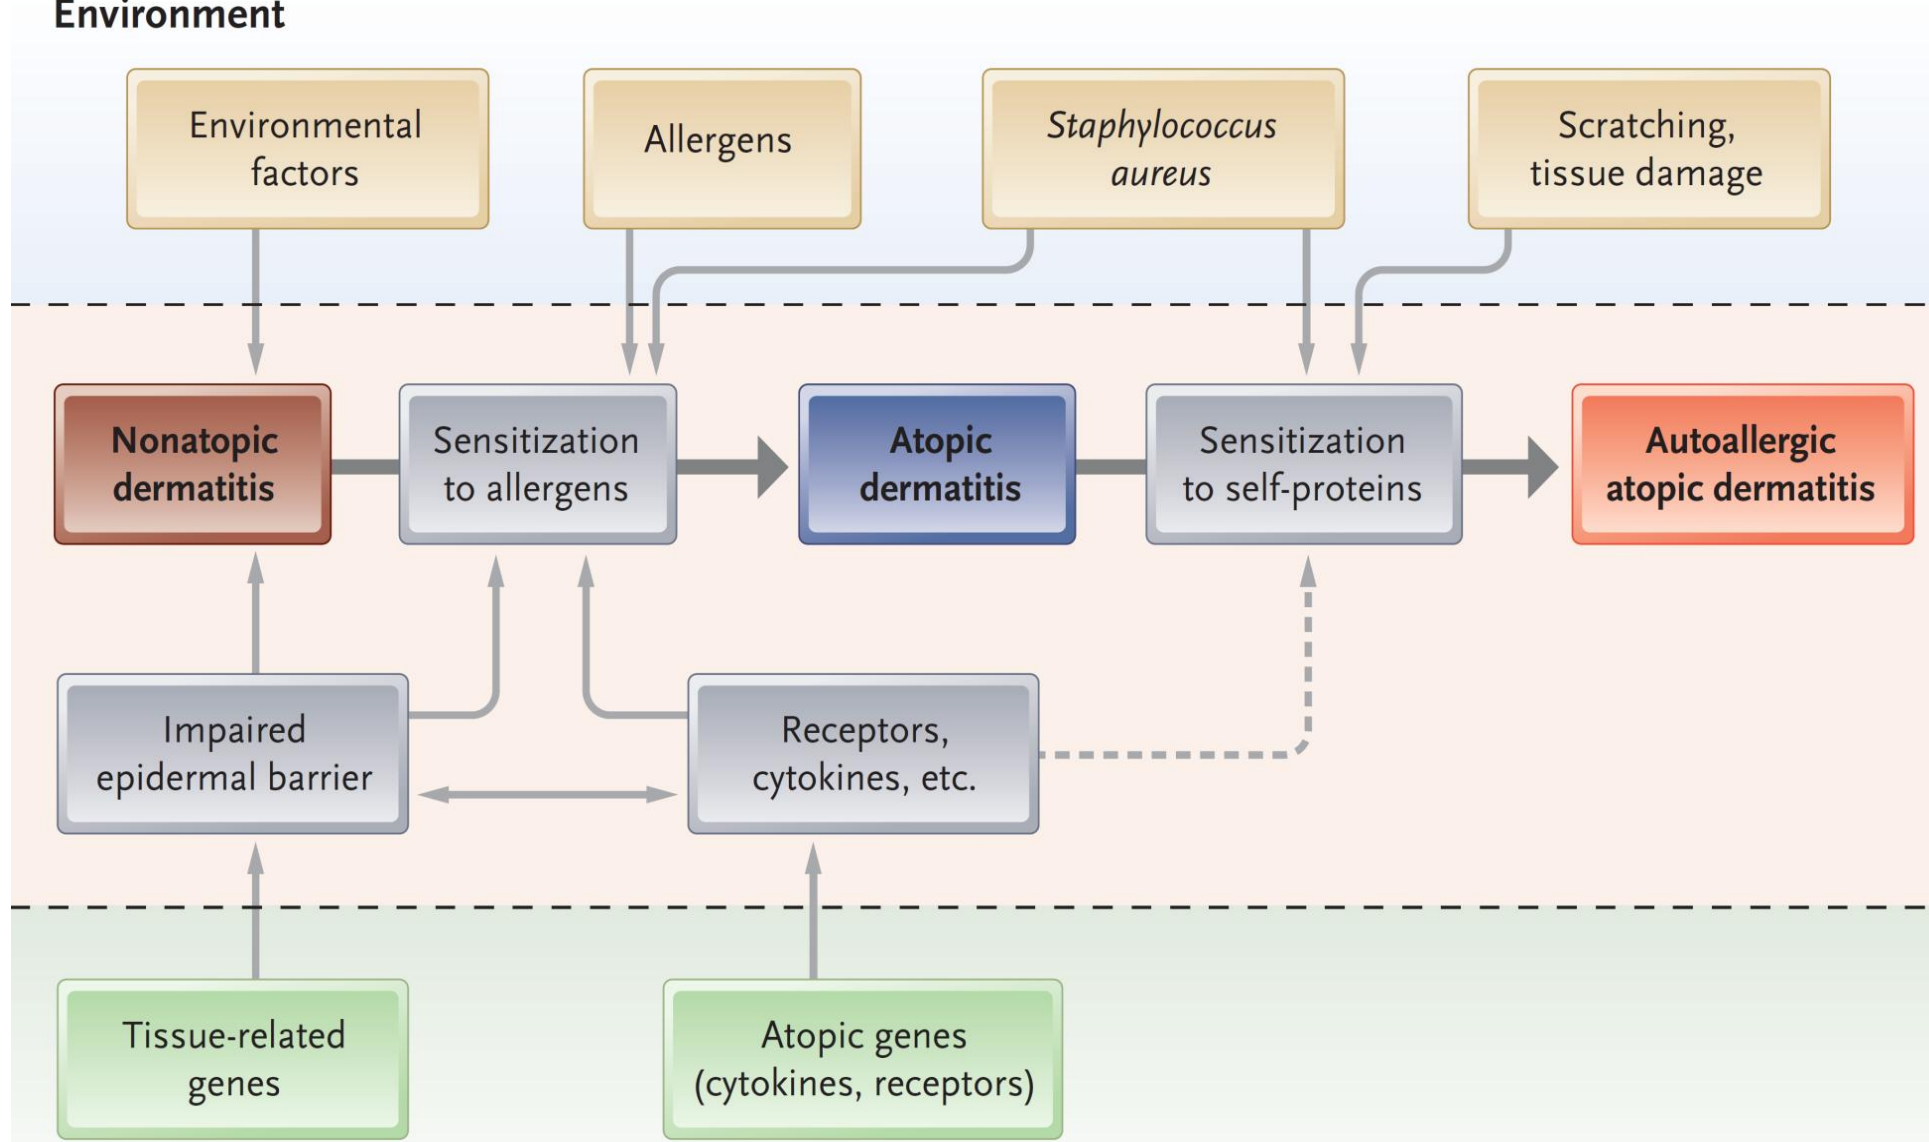 Environment
Environmental
factors
Allergens
Staphylococcus
aureus
Scratching,
tissue damage
Nonatopic
dermatitis
Sensitization
to allergens
Atopic
dermatitis
Sensitization
to self-proteins
Autoallergic
atopic dermatitis
Impaired
epidermal barrier
Receptors,
cytokines, etc.
Tissue-related
genes
Atopic genes
(cytokines, receptors)